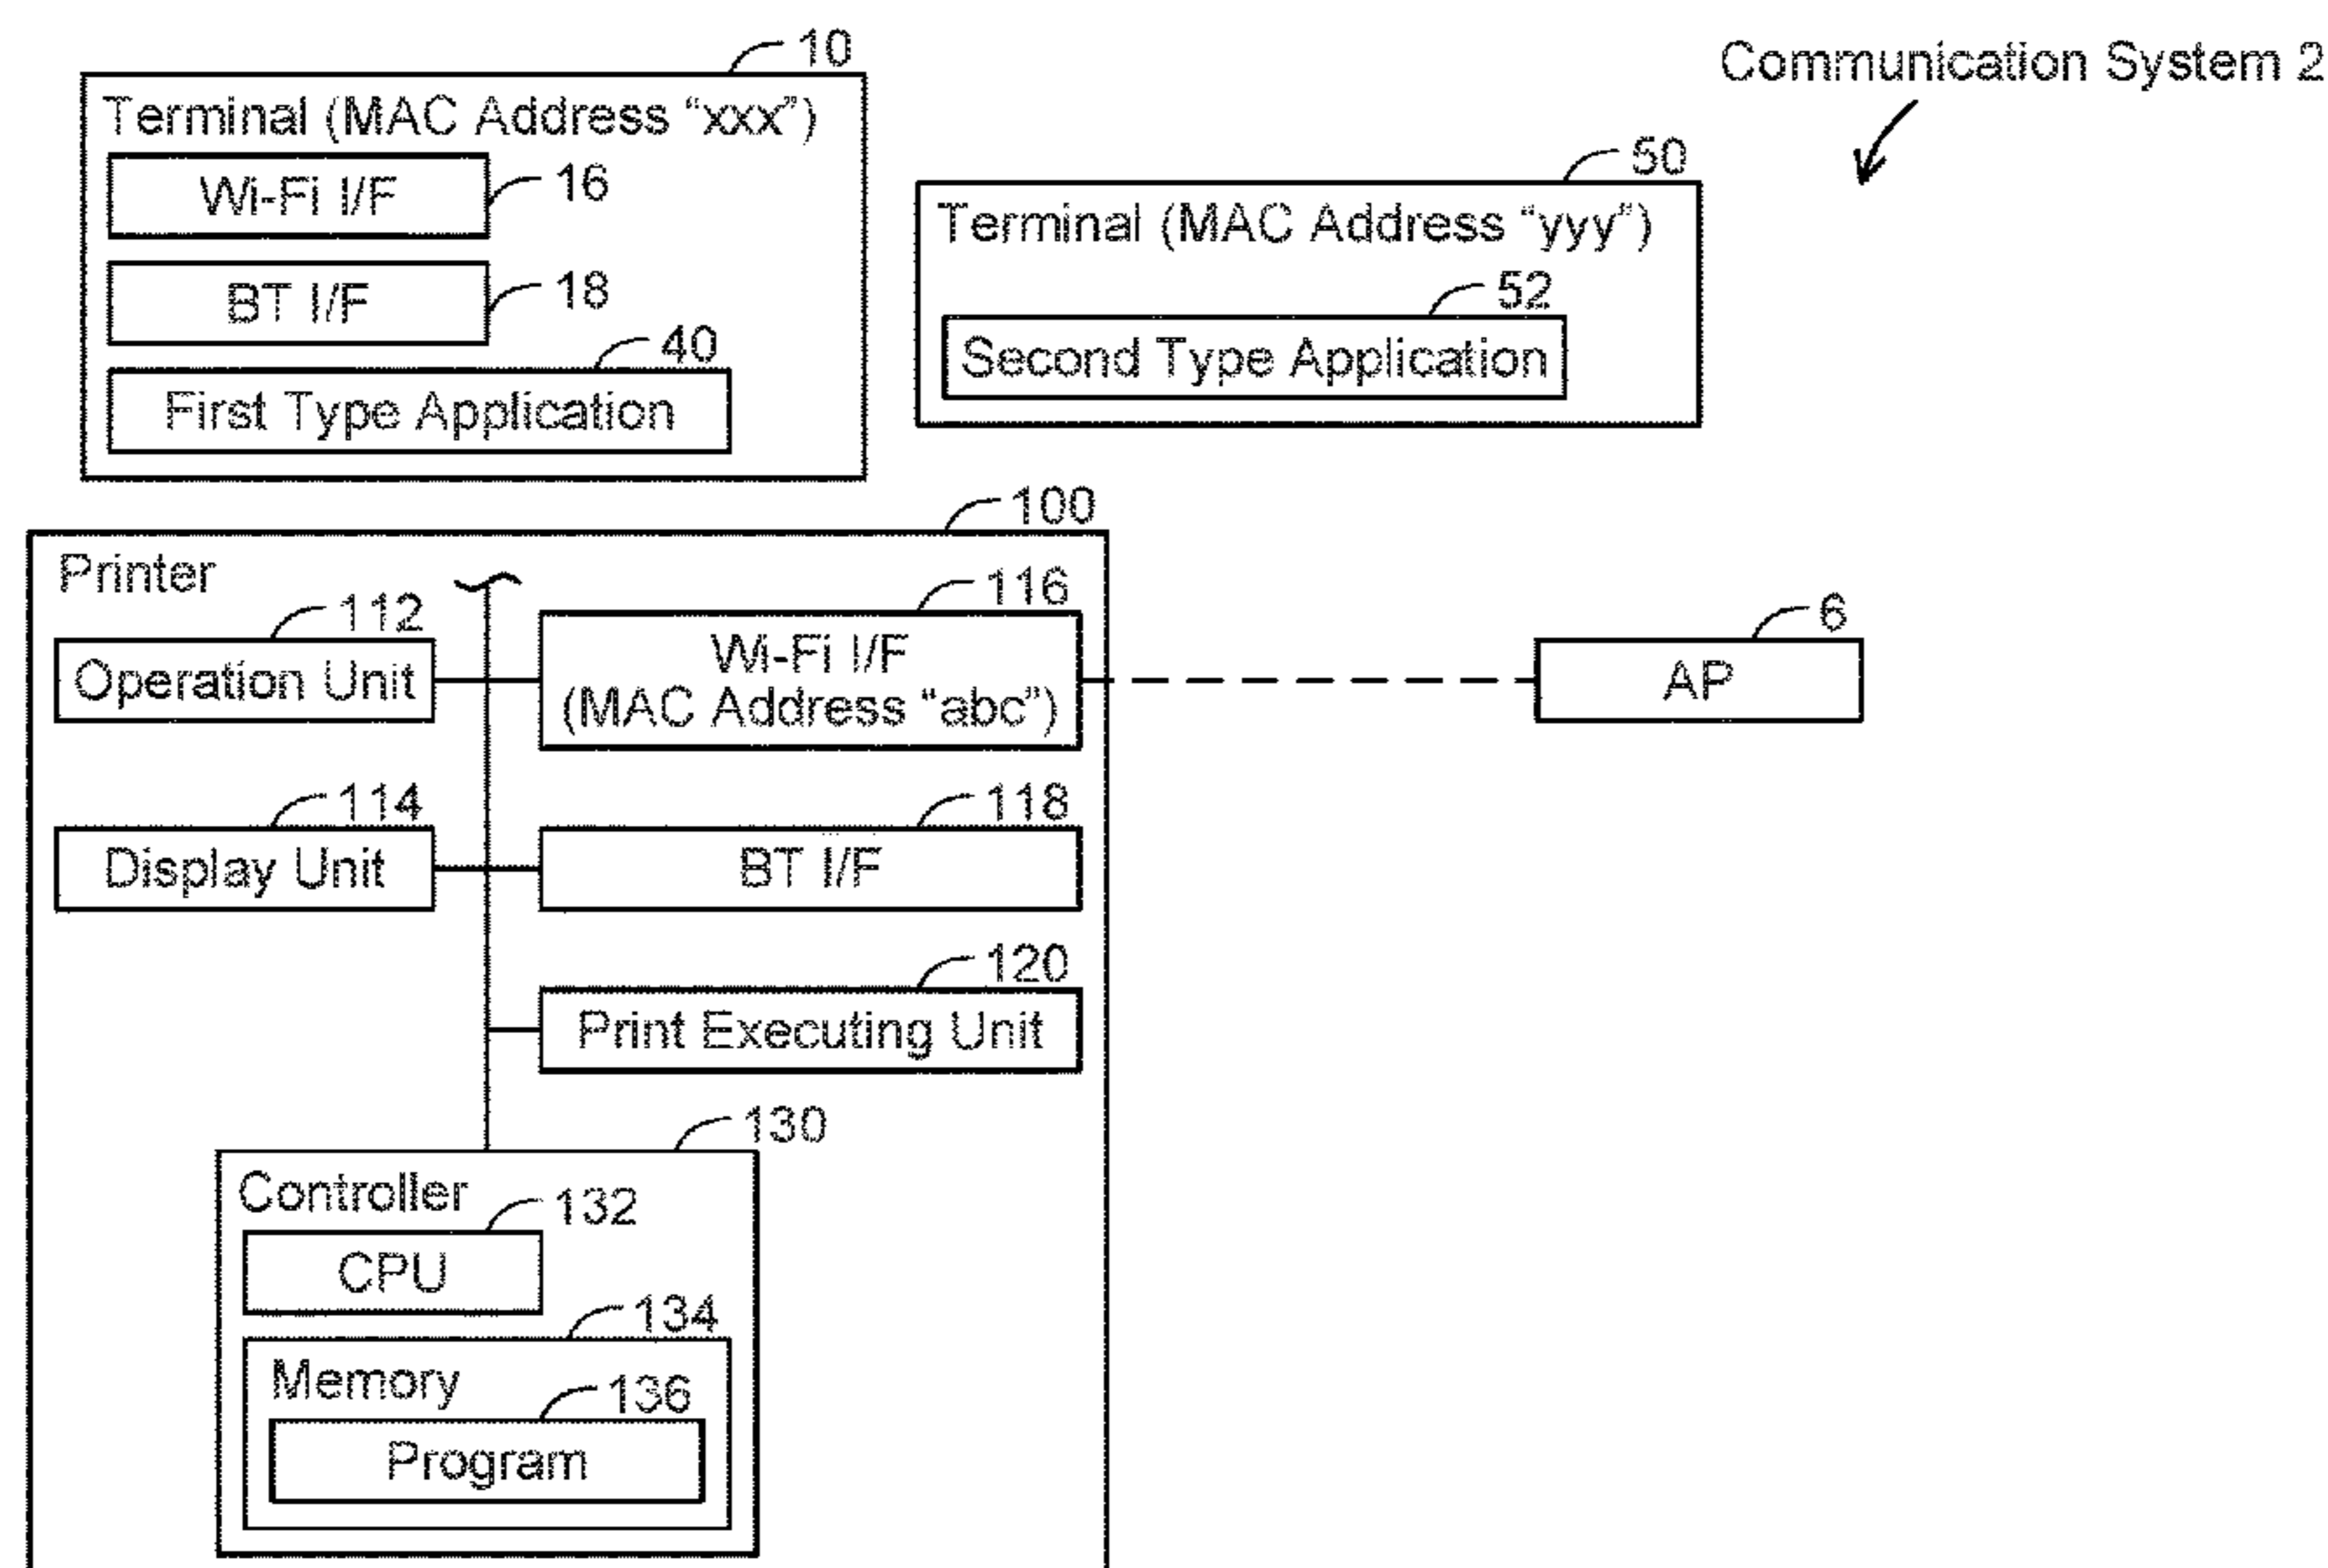 10
Communication System 2
Terminal (MAC Address “xxx”)
Wi-Fi I/F
16
BT I/F
18
40
First Type Application
50
Terminal (MAC Address “yyy”)
52
Second Type Application
100
Printer
112
Operation Unit
116
Wi-Fi I/F
(MAC Address “abc”)
6
AP
114
Display Unit
118
BT I/F
120
Print Executing Unit
130
Controller
132
CPU
134
Memory
136
Program